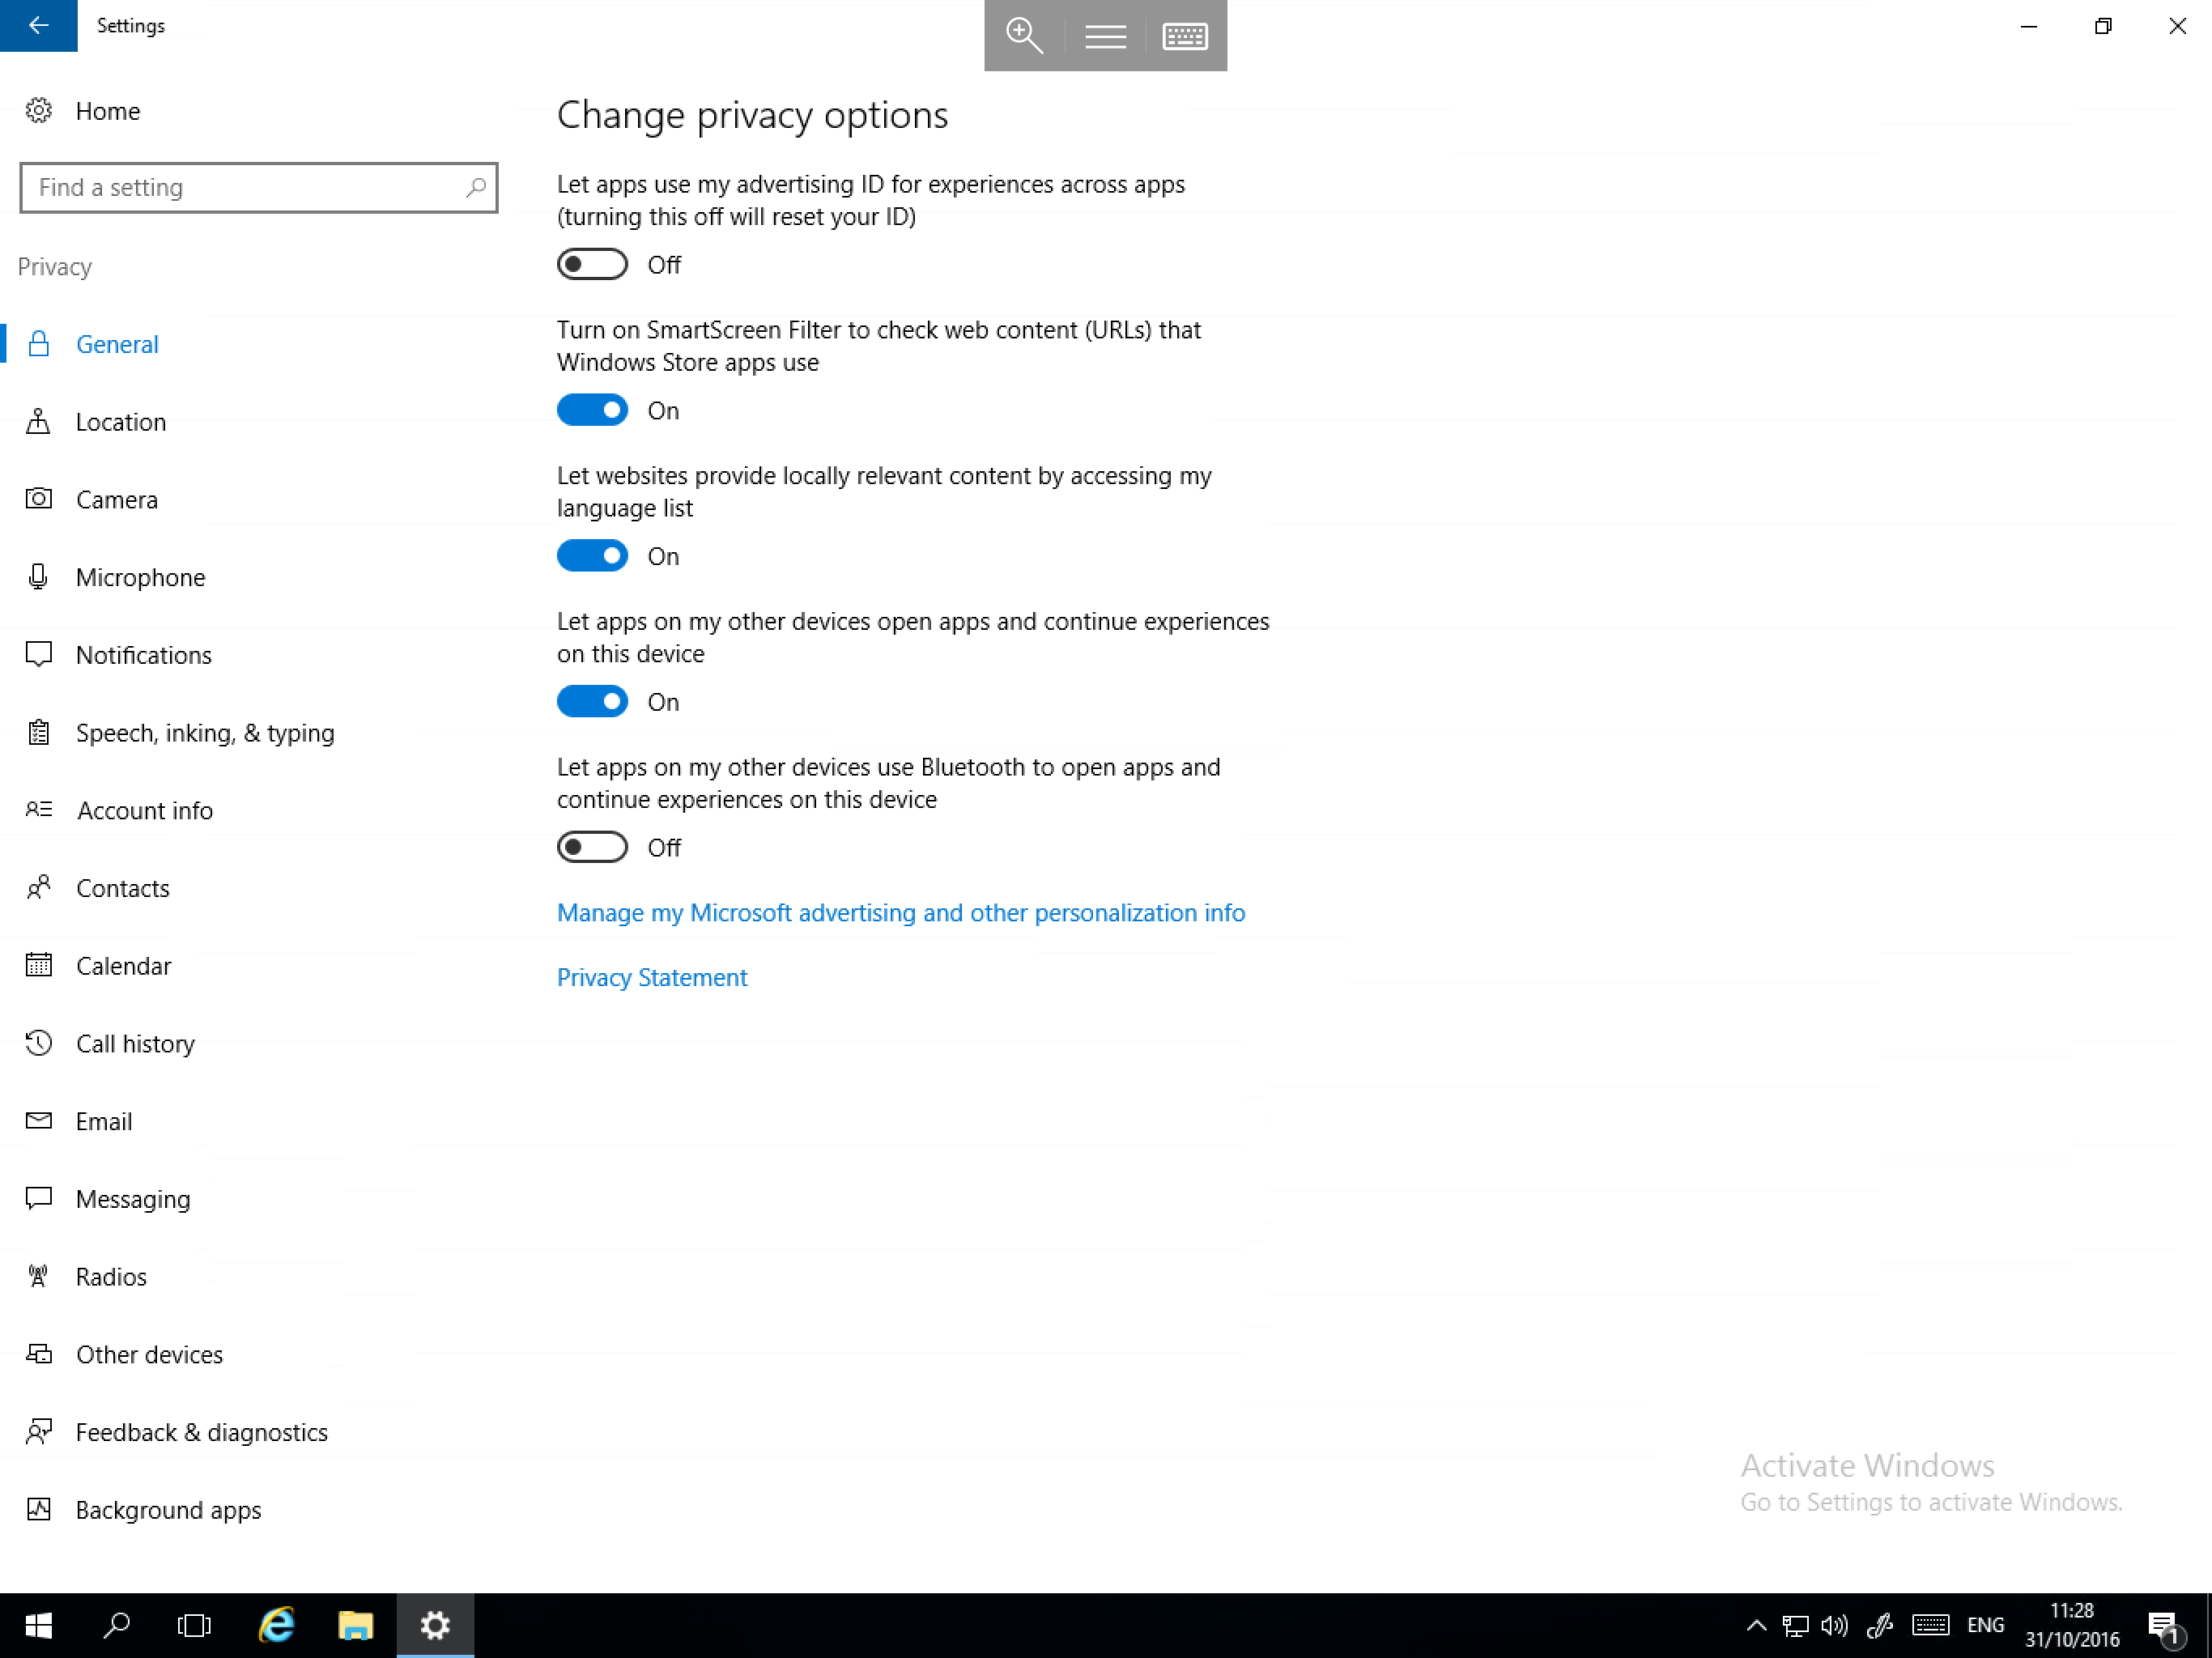 Settings
Home
Find a setting
Privacy
General
Location
Camera
Microphone
Notifications
Speech, inking, & typing
Account info
Contacts
Calendar
Call history
Email
Messaging
Radios
Other devices
Feedback & diagnostics
Background apps
Change privacy options
Let apps use my advertising ID for experiences across apps
(turning this off will reset your ID)
Off
Turn on SmartScreen Filter to check web content (URLs) that
Windows Store apps use
On
Let websites provide locally relevant content by accessing my
language list
On
Let apps on my other devices open apps and continue experiences
on this device
On
Let apps on my other devices use Bluetooth to open apps and
continue experiences on this device
Off
Manage my Microsoft advertising and other personalization info
Privacy Statement
Activate Windows
Go to Settings to activate Windows.
ENG
11:28
31/10/2016
1